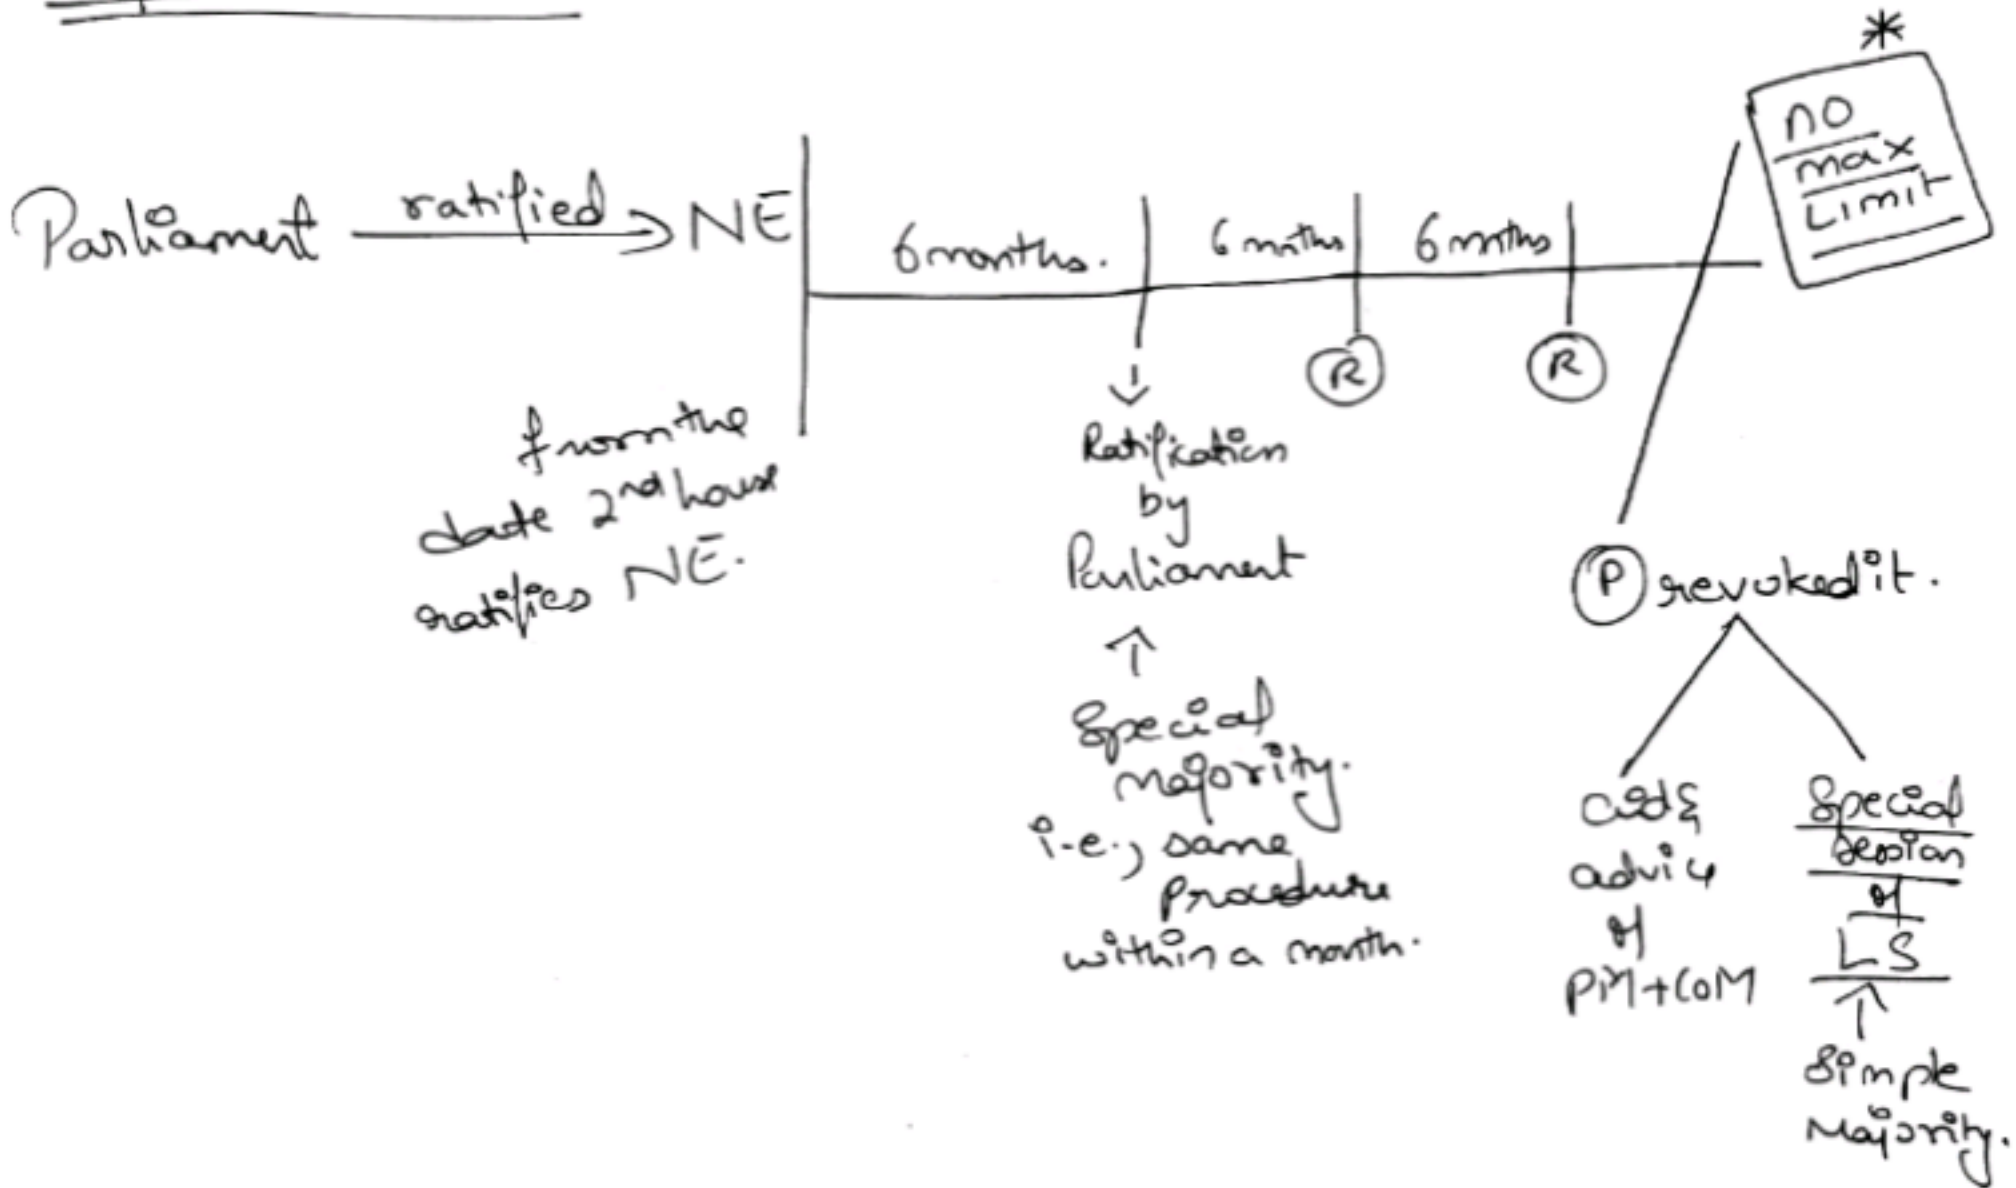 *
no
max
Limit
Parliament ratified → NE
6 months.
6 mnths
6 mnths
R
R
from the
date 2nd house
ratifies NE.
↓
Ratification
by
Parliament
↑
Special
majority.
i.e., same
Procedure
within a month.
P revoked it.
aid &
advice
of
PM+COM
Special
session
of
LS
↑
Simple
Majority.